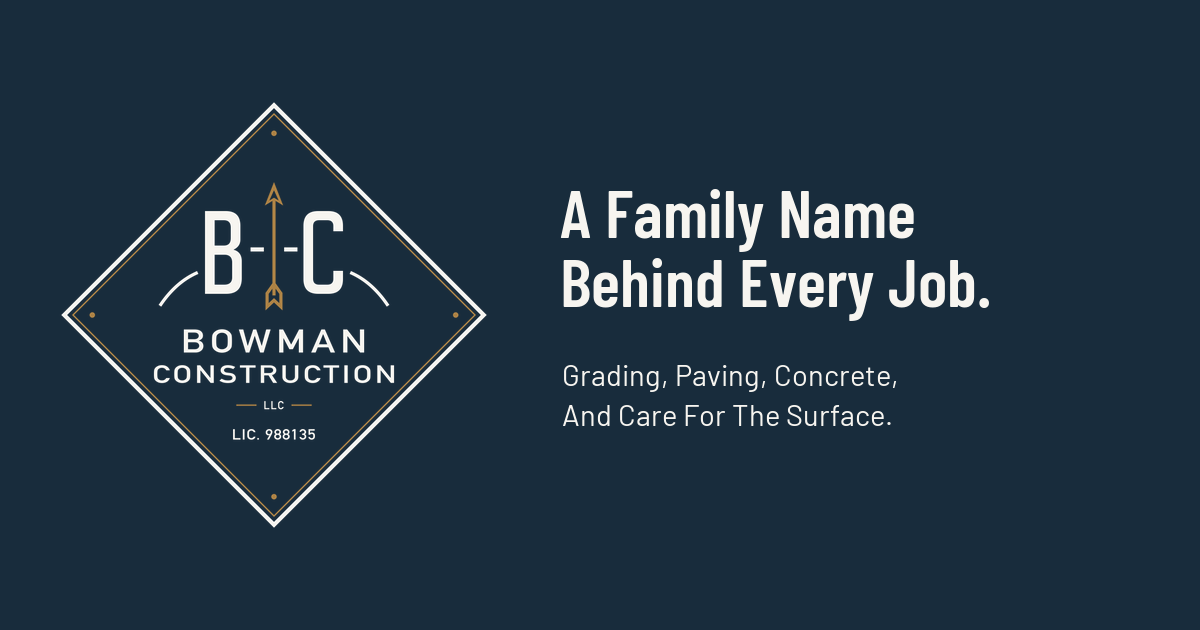 B C
BOWMAN
CONSTRUCTION
LLC
LIC. 988135
A Family Name
Behind Every Job.
Grading, Paving, Concrete,
And Care For The Surface.